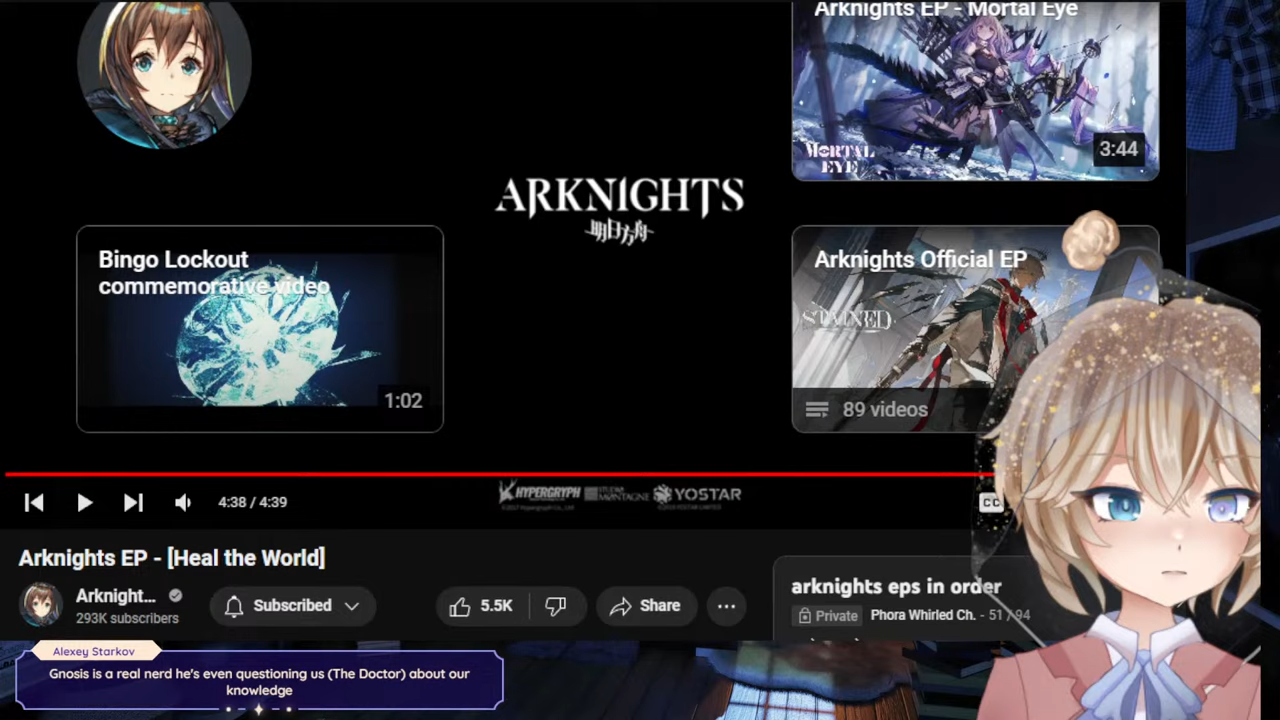 Arknights EP - Mortal Eye
MORTAL
EYE
3:44
ARKNIGHTS
明日方舟
Bingo Lockout
commemorative video
1:02
Arknights Official EP
STAINED
89 videos
4:38 / 4:39
HYPERGRYPH
STUDIO
MONTAGNE
YOSTAR
CC
Arknights EP - [Heal the World]
Arknight...
293K subscribers
Subscribed
5.5K
Share
arknights eps in order
Private
Phora Whirled Ch. - 51 / 94
Alexey Starkov
Gnosis is a real nerd he's even questioning us (The Doctor) about our
knowledge